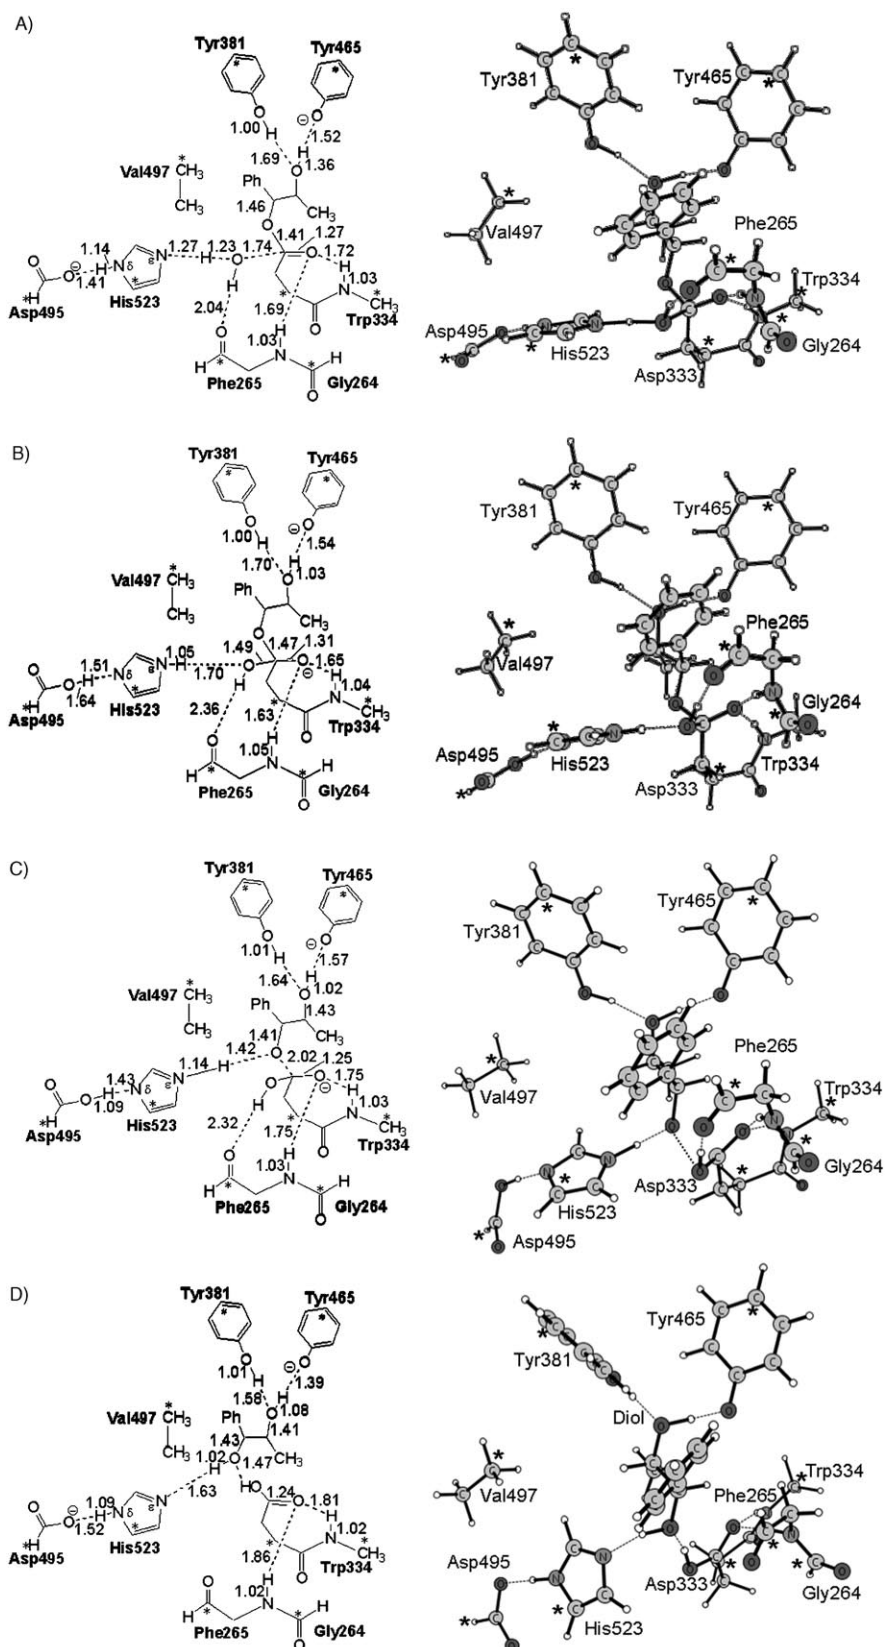 A)
Tyr381 Tyr465
1.00 1.52
1.69 1.36
Val497 CH3 CH3
Ph 1.46 CH3
1.41 1.27
1.14 1.27 1.23 1.74 1.72
1.41 1.03
Asp495 His523 2.04 1.69 Trp334
1.03
Phe265 Gly264
Tyr381 Tyr465
Val497 Phe265
Trp334
Asp495 His523 Gly264
Asp333
B)
Tyr381 Tyr465
1.00 1.54
1.70 1.03
Val497 CH3 CH3
Ph CH3
1.05 1.49 1.47 1.31
1.51 1.70 1.65
1.64 1.04
Asp495 His523 2.36 1.63 Trp334
1.05
Phe265 Gly264
Tyr381 Tyr465
Phe265
Val497
Gly264
Asp495 His523 Trp334
Asp333
C)
Tyr381 Tyr465
1.01 1.57
1.64 1.02
Val497 CH3 CH3
Ph 1.43 CH3
1.14 1.42 1.41 2.02 1.25
1.43 1.75
1.09 1.03
Asp495 His523 2.32 1.75 Trp334
1.03
Phe265 Gly264
Tyr381 Tyr465
Val497 Phe265
Trp334
Asp333 Gly264
His523
Asp495
D)
Tyr381 Tyr465
1.01 1.39
1.58 1.08
Val497 CH3 CH3
Ph 1.41
1.43 CH3
1.02 1.47
1.09 1.63 HO 1.24 1.81
1.52 1.02
Asp495 His523 1.86 Trp334
1.02
Phe265 Gly264
Tyr381 Tyr465
Diol
Val497 Trp334
Phe265
Asp495 Asp333
His523 Gly264